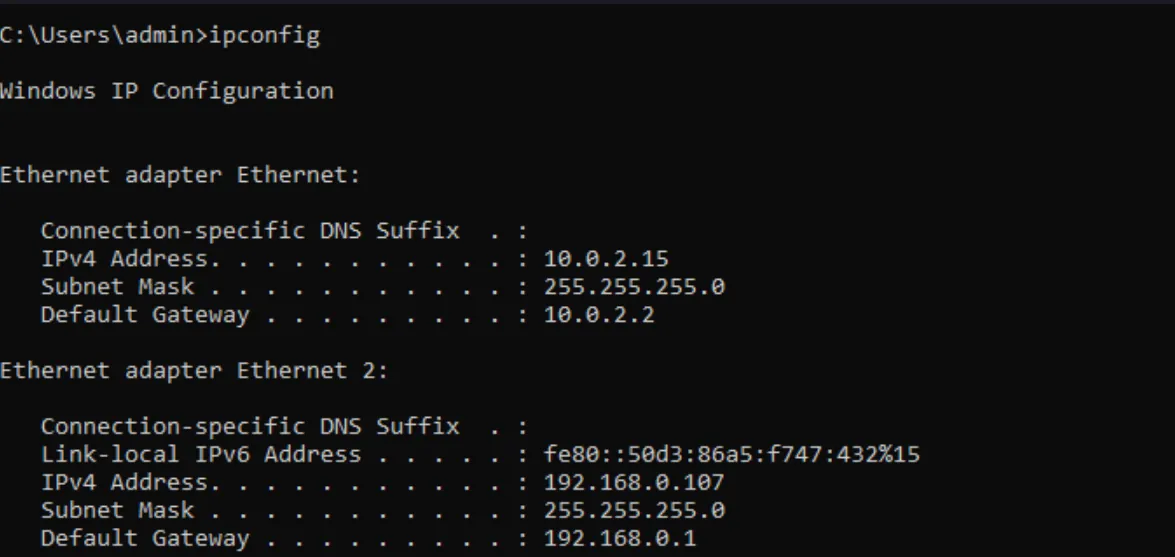 C:\Users\admin>ipconfig
Windows IP Configuration
Ethernet adapter Ethernet:
   Connection-specific DNS Suffix  . :
   IPv4 Address. . . . . . . . . . . : 10.0.2.15
   Subnet Mask . . . . . . . . . . . : 255.255.255.0
   Default Gateway . . . . . . . . . : 10.0.2.2
Ethernet adapter Ethernet 2:
   Connection-specific DNS Suffix  . :
   Link-local IPv6 Address . . . . . : fe80::50d3:86a5:f747:432%15
   IPv4 Address. . . . . . . . . . . : 192.168.0.107
   Subnet Mask . . . . . . . . . . . : 255.255.255.0
   Default Gateway . . . . . . . . . : 192.168.0.1